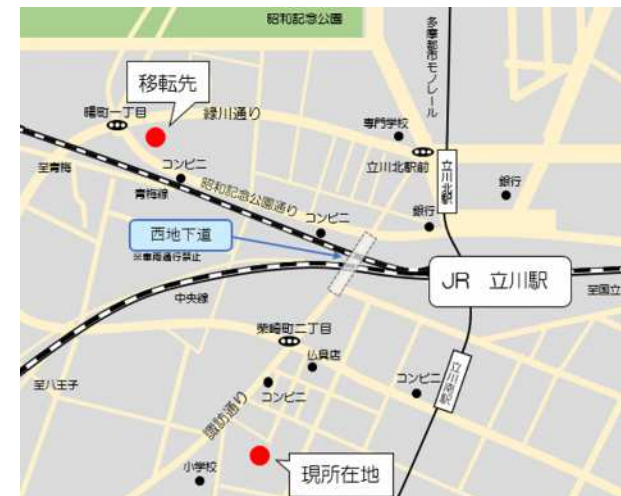 昭和記念公園
多摩都市モノレール
移転先
曙町一丁目
緑川通り
専門学校
至青梅
コンビニ
立川北駅前
立川北駅
銀行
青梅線
昭和記念公園通り
コンビニ
銀行
西地下道
※車両通行禁止
JR 立川駅
中央線
至国立
柴崎町二丁目
仏具店
至八王子
コンビニ
コンビニ
立川南駅
諏訪通り
小学校
現所在地